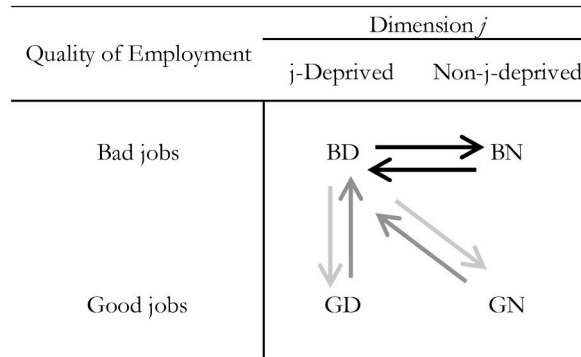 Dimension j
Quality of Employment
j-Deprived Non-j-deprived
Bad jobs BD BN
Good jobs GD GN